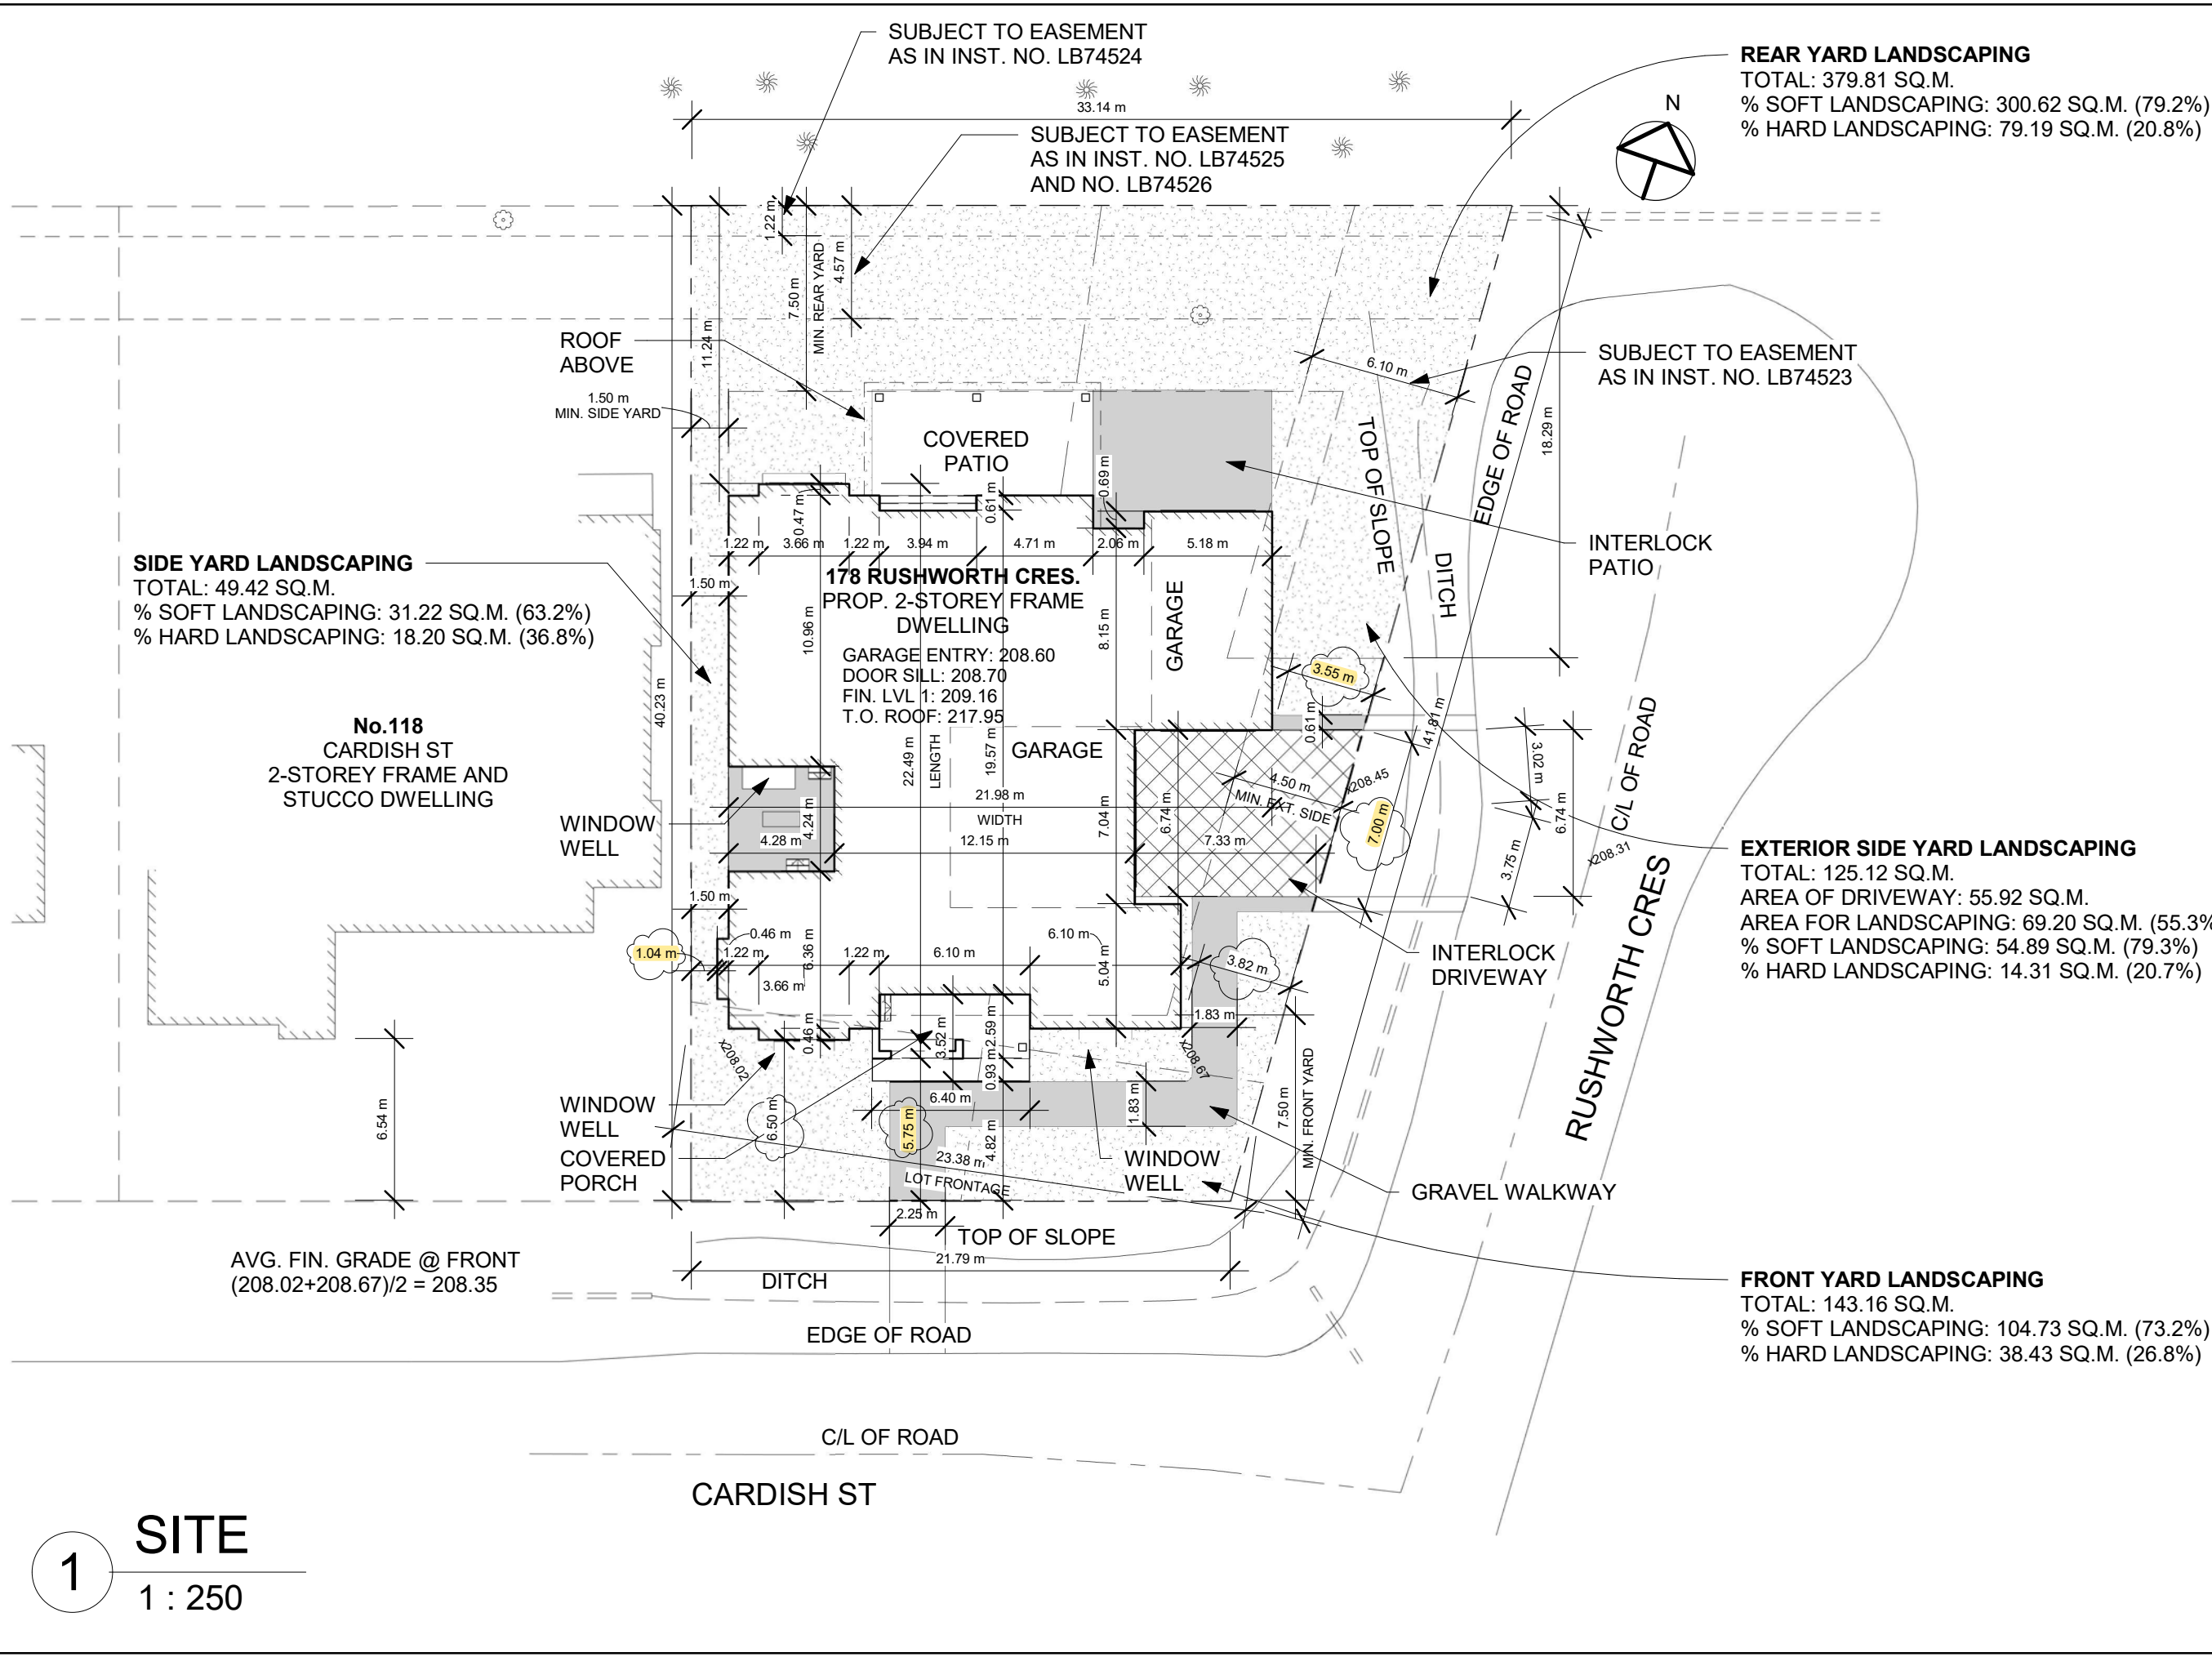 SUBJECT TO EASEMENT
AS IN INST. NO. LB74524
REAR YARD LANDSCAPING
TOTAL: 379.81 SQ.M.
% SOFT LANDSCAPING: 300.62 SQ.M. (79.2%)
% HARD LANDSCAPING: 79.19 SQ.M. (20.8%)
N
33.14 m
SUBJECT TO EASEMENT
AS IN INST. NO. LB74525
AND NO. LB74526
1.22 m
7.50 m
MIN. REAR YARD
4.57 m
11.24 m
ROOF
ABOVE
1.50 m
MIN. SIDE YARD
6.10 m
SUBJECT TO EASEMENT
AS IN INST. NO. LB74523
18.29 m
EDGE OF ROAD
TOP OF SLOPE
DITCH
COVERED
PATIO
0.69 m
0.61 m
0.47 m
INTERLOCK
PATIO
1.22 m
3.66 m
1.22 m
3.94 m
4.71 m
2.06 m
5.18 m
SIDE YARD LANDSCAPING
TOTAL: 49.42 SQ.M.
% SOFT LANDSCAPING: 31.22 SQ.M. (63.2%)
% HARD LANDSCAPING: 18.20 SQ.M. (36.8%)
1.50 m
178 RUSHWORTH CRES.
PROP. 2-STOREY FRAME
DWELLING
GARAGE ENTRY: 208.60
DOOR SILL: 208.70
FIN. LVL 1: 209.16
T.O. ROOF: 217.95
10.96 m
8.15 m
GARAGE
3.55 m
0.61 m
41.81 m
40.23 m
No.118
CARDISH ST
2-STOREY FRAME AND
STUCCO DWELLING
22.49 m
LENGTH
19.57 m
GARAGE
21.98 m
WIDTH
12.15 m
7.04 m
6.74 m
4.50 m
MIN. EXT. SIDE
7.33 m
x208.45
7.00 m
3.02 m
6.74 m
3.75 m
C/L OF ROAD
x208.31
RUSHWORTH CRES
WINDOW
WELL
4.24 m
4.28 m
EXTERIOR SIDE YARD LANDSCAPING
TOTAL: 125.12 SQ.M.
AREA OF DRIVEWAY: 55.92 SQ.M.
AREA FOR LANDSCAPING: 69.20 SQ.M. (55.3%
% SOFT LANDSCAPING: 54.89 SQ.M. (79.3%)
% HARD LANDSCAPING: 14.31 SQ.M. (20.7%)
1.50 m
0.46 m
1.04 m
1.22 m
3.66 m
6.36 m
1.22 m
6.10 m
6.10 m
5.04 m
3.82 m
INTERLOCK
DRIVEWAY
1.83 m
0.46 m
x208.02
3.52 m
2.59 m
0.93 m
x208.67
6.54 m
WINDOW
WELL
COVERED
PORCH
6.50 m
6.40 m
5.75 m
4.82 m
1.83 m
7.50 m
MIN. FRONT YARD
23.38 m
LOT FRONTAGE
WINDOW
WELL
GRAVEL WALKWAY
2.25 m
TOP OF SLOPE
21.79 m
DITCH
AVG. FIN. GRADE @ FRONT
(208.02+208.67)/2 = 208.35
FRONT YARD LANDSCAPING
TOTAL: 143.16 SQ.M.
% SOFT LANDSCAPING: 104.73 SQ.M. (73.2%)
% HARD LANDSCAPING: 38.43 SQ.M. (26.8%)
EDGE OF ROAD
C/L OF ROAD
CARDISH ST
1
SITE
1 : 250